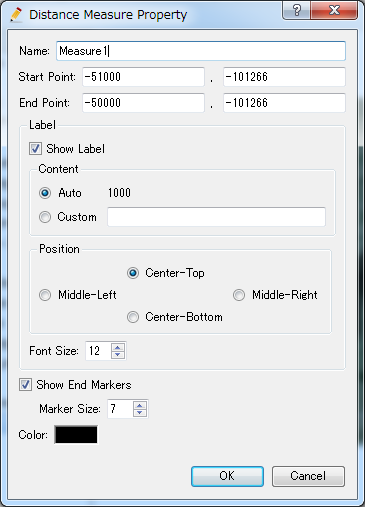 Distance Measure Property
?
Name: Measure1
Start Point: -51000 , -101266
End Point: -50000 , -101266
Label
Show Label
Content
Auto 1000
Custom
Position
Center-Top
Middle-Left Middle-Right
Center-Bottom
Font Size: 12
Show End Markers
Marker Size: 7
Color:
OK Cancel